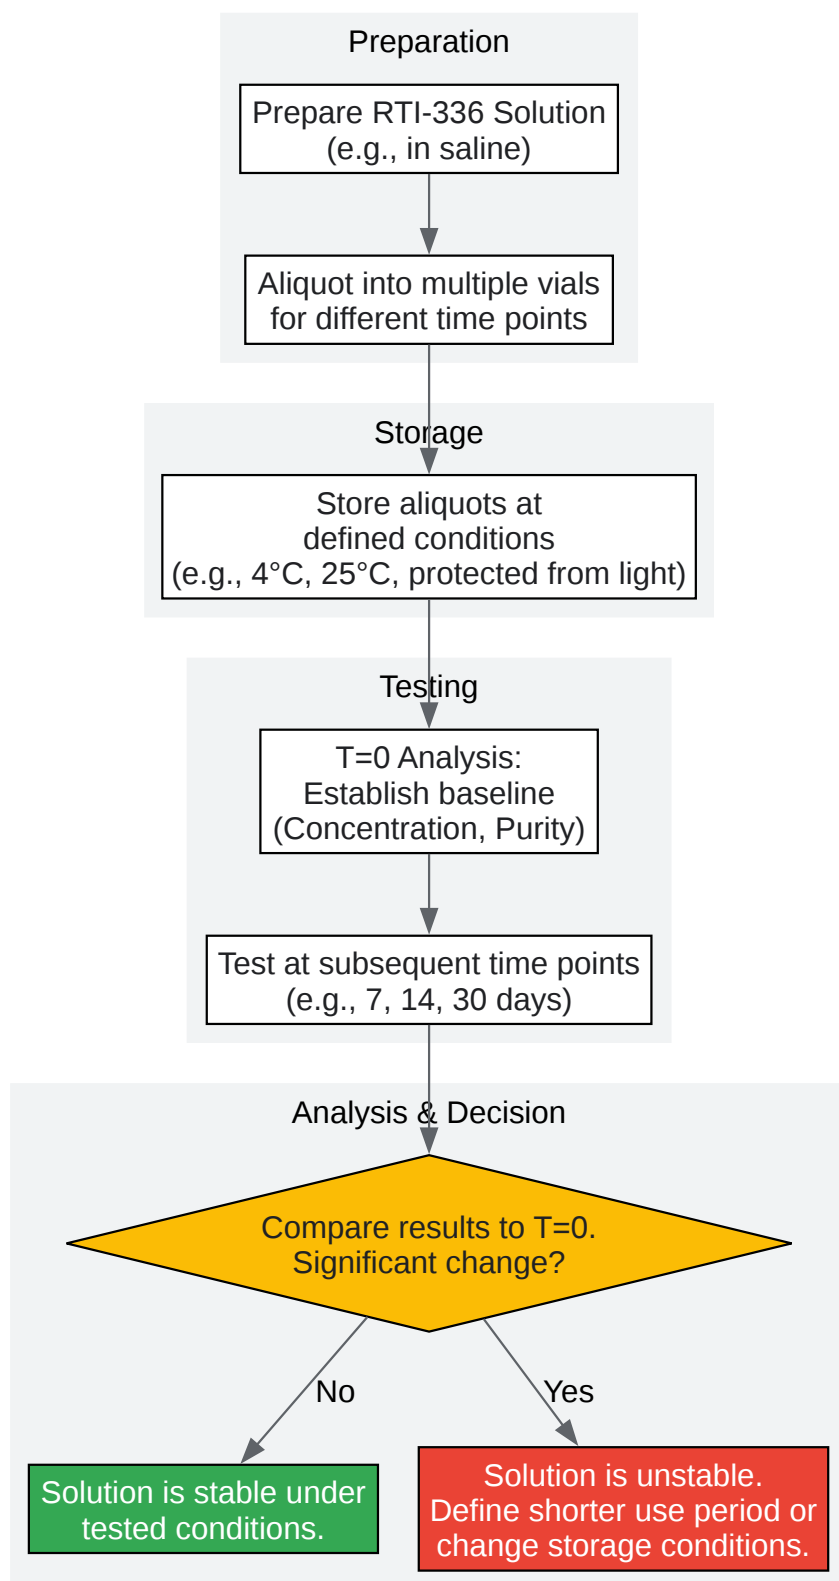 Preparation
Prepare RTI-336 Solution
(e.g., in saline)
Aliquot into multiple vials
for different time points
Storage
Store aliquots at
defined conditions
(e.g., 4°C, 25°C, protected from light)
Testing
T=0 Analysis:
Establish baseline
(Concentration, Purity)
Test at subsequent time points
(e.g., 7, 14, 30 days)
Analysis & Decision
Compare results to T=0.
Significant change?
No
Yes
Solution is stable under
tested conditions.
Solution is unstable.
Define shorter use period or
change storage conditions.